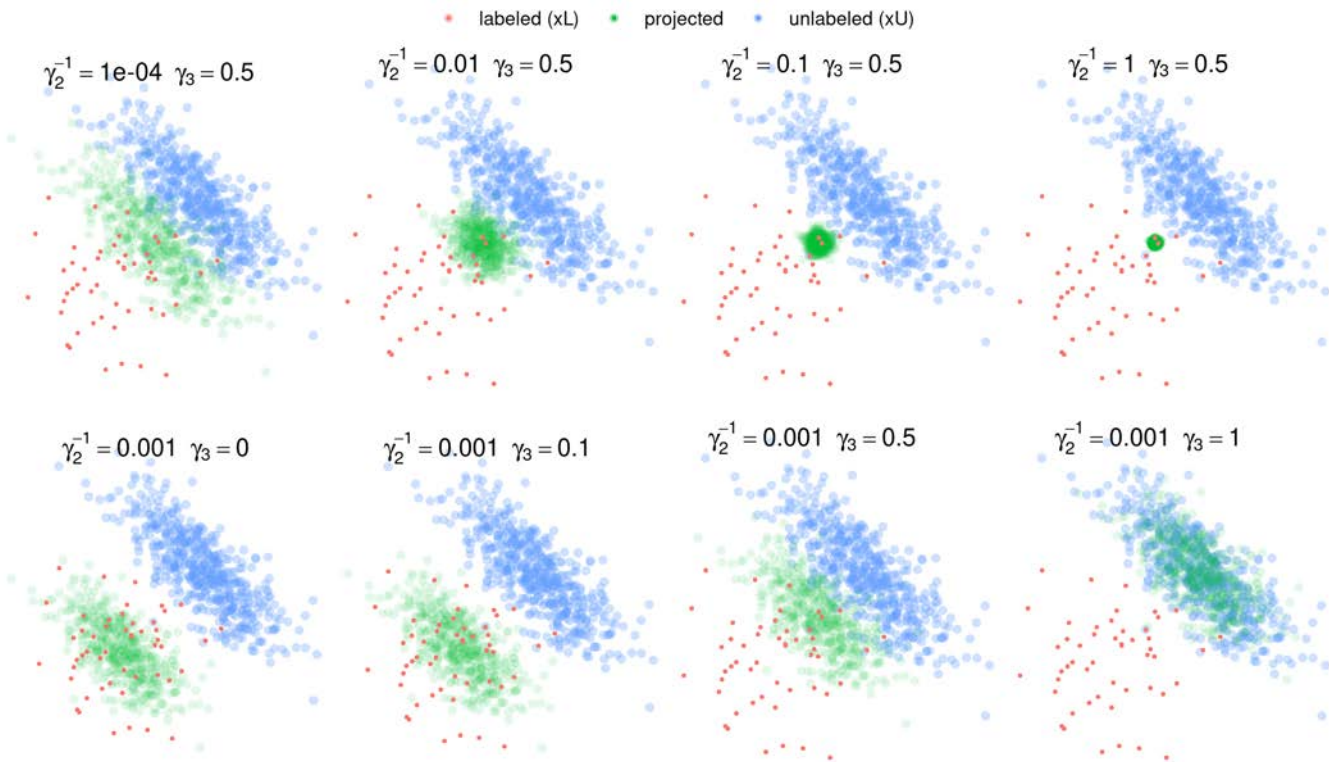 labeled (xL) projected unlabeled (xU)
γ₂⁻¹ = 1e-04 γ₃ = 0.5
γ₂⁻¹ = 0.01 γ₃ = 0.5
γ₂⁻¹ = 0.1 γ₃ = 0.5
γ₂⁻¹ = 1 γ₃ = 0.5
γ₂⁻¹ = 0.001 γ₃ = 0
γ₂⁻¹ = 0.001 γ₃ = 0.1
γ₂⁻¹ = 0.001 γ₃ = 0.5
γ₂⁻¹ = 0.001 γ₃ = 1